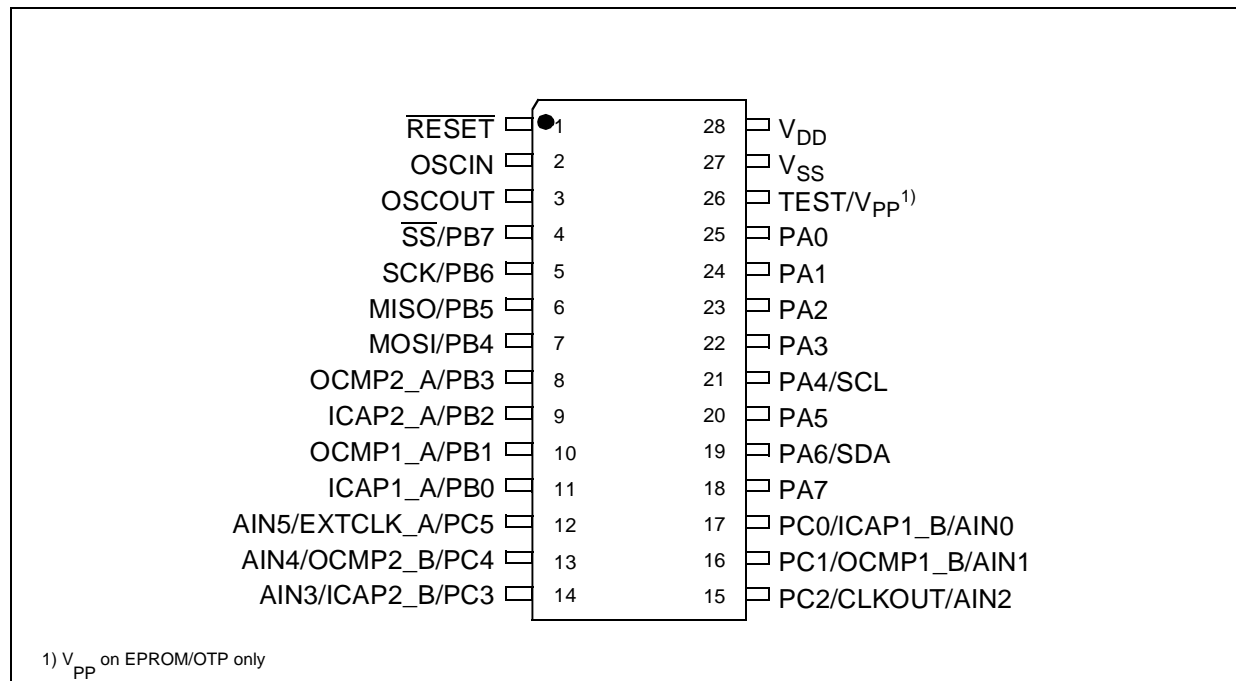 RESET 1 28 VDD
OSCIN 2 27 VSS
OSCOUT 3 26 TEST/VPP1)
SS/PB7 4 25 PA0
SCK/PB6 5 24 PA1
MISO/PB5 6 23 PA2
MOSI/PB4 7 22 PA3
OCMP2_A/PB3 8 21 PA4/SCL
ICAP2_A/PB2 9 20 PA5
OCMP1_A/PB1 10 19 PA6/SDA
ICAP1_A/PB0 11 18 PA7
AIN5/EXTCLK_A/PC5 12 17 PC0/ICAP1_B/AIN0
AIN4/OCMP2_B/PC4 13 16 PC1/OCMP1_B/AIN1
AIN3/ICAP2_B/PC3 14 15 PC2/CLKOUT/AIN2
1) VPP on EPROM/OTP only